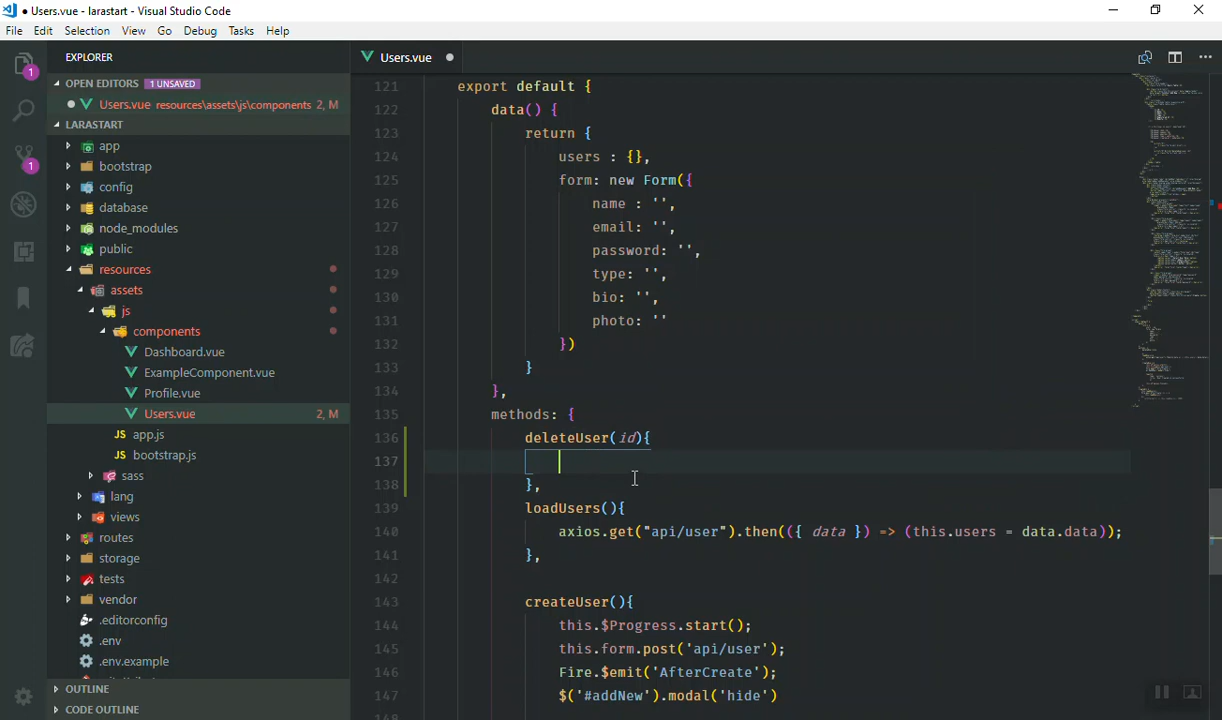 ● Users.vue - larastart - Visual Studio Code
File Edit Selection View Go Debug Tasks Help
EXPLORER
Users.vue ●
OPEN EDITORS 1 UNSAVED
● Users.vue resources\assets\js\components 2, M
LARASTART
app
bootstrap
config
database
node_modules
public
resources
assets
js
components
Dashboard.vue
ExampleComponent.vue
Profile.vue
Users.vue 2, M
JS app.js
JS bootstrap.js
sass
lang
views
routes
storage
tests
vendor
.editorconfig
.env
.env.example
OUTLINE
CODE OUTLINE
1
1
121 export default {
122 data() {
123 return {
124 users : {},
125 form: new Form({
126 name : '',
127 email: '',
128 password: '',
129 type: '',
130 bio: '',
131 photo: ''
132 })
133 }
134 },
135 methods: {
136 deleteUser(id){
137
138 },
139 loadUsers(){
140 axios.get("api/user").then(({ data }) => (this.users = data.data));
141 },
142
143 createUser(){
144 this.$Progress.start();
145 this.form.post('api/user');
146 Fire.$emit('AfterCreate');
147 $('#addNew').modal('hide')